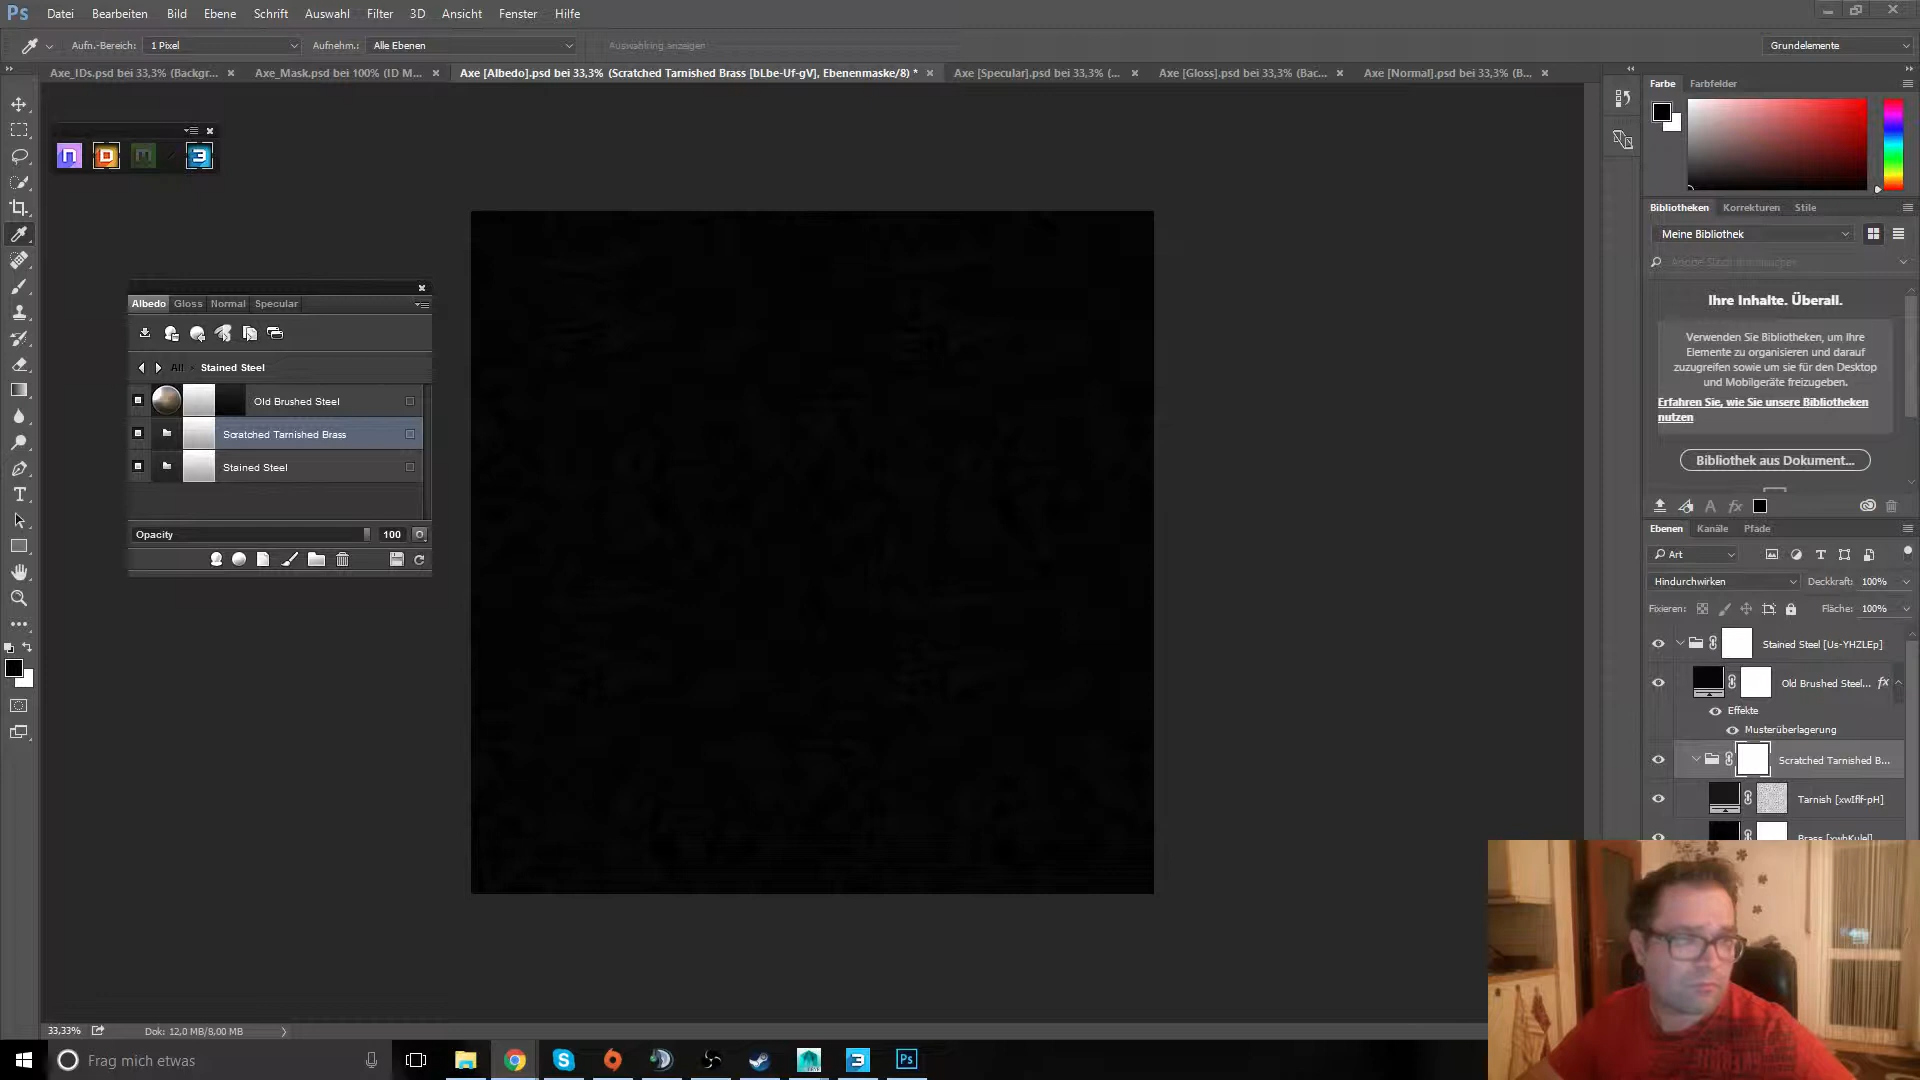 Ps Datei Bearbeiten Bild Ebene Schrift Auswahl Filter 3D Ansicht Fenster Hilfe
Aufn.-Bereich: 1 Pixel Aufnehm.: Alle Ebenen Auswahlring anzeigen Grundelemente
Axe_IDs.psd bei 33,3% (Backgr... × Axe_Mask.psd bei 100% (ID M... × Axe [Albedo].psd bei 33,3% (Scratched Tarnished Brass [bLbe-Uf-gV], Ebenenmaske/8) * × Axe [Specular].psd bei 33,3% (... × Axe [Gloss].psd bei 33,3% (Bac... × Axe [Normal].psd bei 33,3% (B... ×
Farbe Farbfelder
n D m 3
Bibliotheken Korrekturen Stile
Meine Bibliothek
Ihre Inhalte. Überall.
Verwenden Sie Bibliotheken, um Ihre
Elemente zu organisieren und darauf
zuzugreifen sowie um sie für den Desktop
und Mobilgeräte freizugeben.
Erfahren Sie, wie Sie unsere Bibliotheken
nutzen
Bibliothek aus Dokument...
Albedo Gloss Normal Specular
All Stained Steel
Old Brushed Steel
Scratched Tarnished Brass
Stained Steel
Opacity 100
Ebenen Kanäle Pfade
Art
Hindurchwirken Deckkraft: 100%
Fixieren: Fläche: 100%
Stained Steel [Us-YHZLEp]
Old Brushed Steel... fx
Effekte
Musterüberlagerung
Scratched Tarnished B...
Tarnish [xwIflf-pH]
33,33% Dok: 12,0 MB/8,00 MB
Frag mich etwas